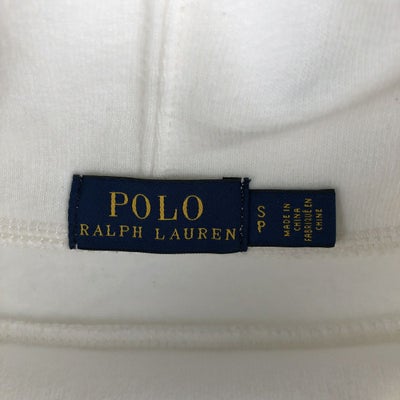 POLO
RALPH LAUREN
S
P
MADE IN
CHINA
FABRIQUÉ EN
CHINE